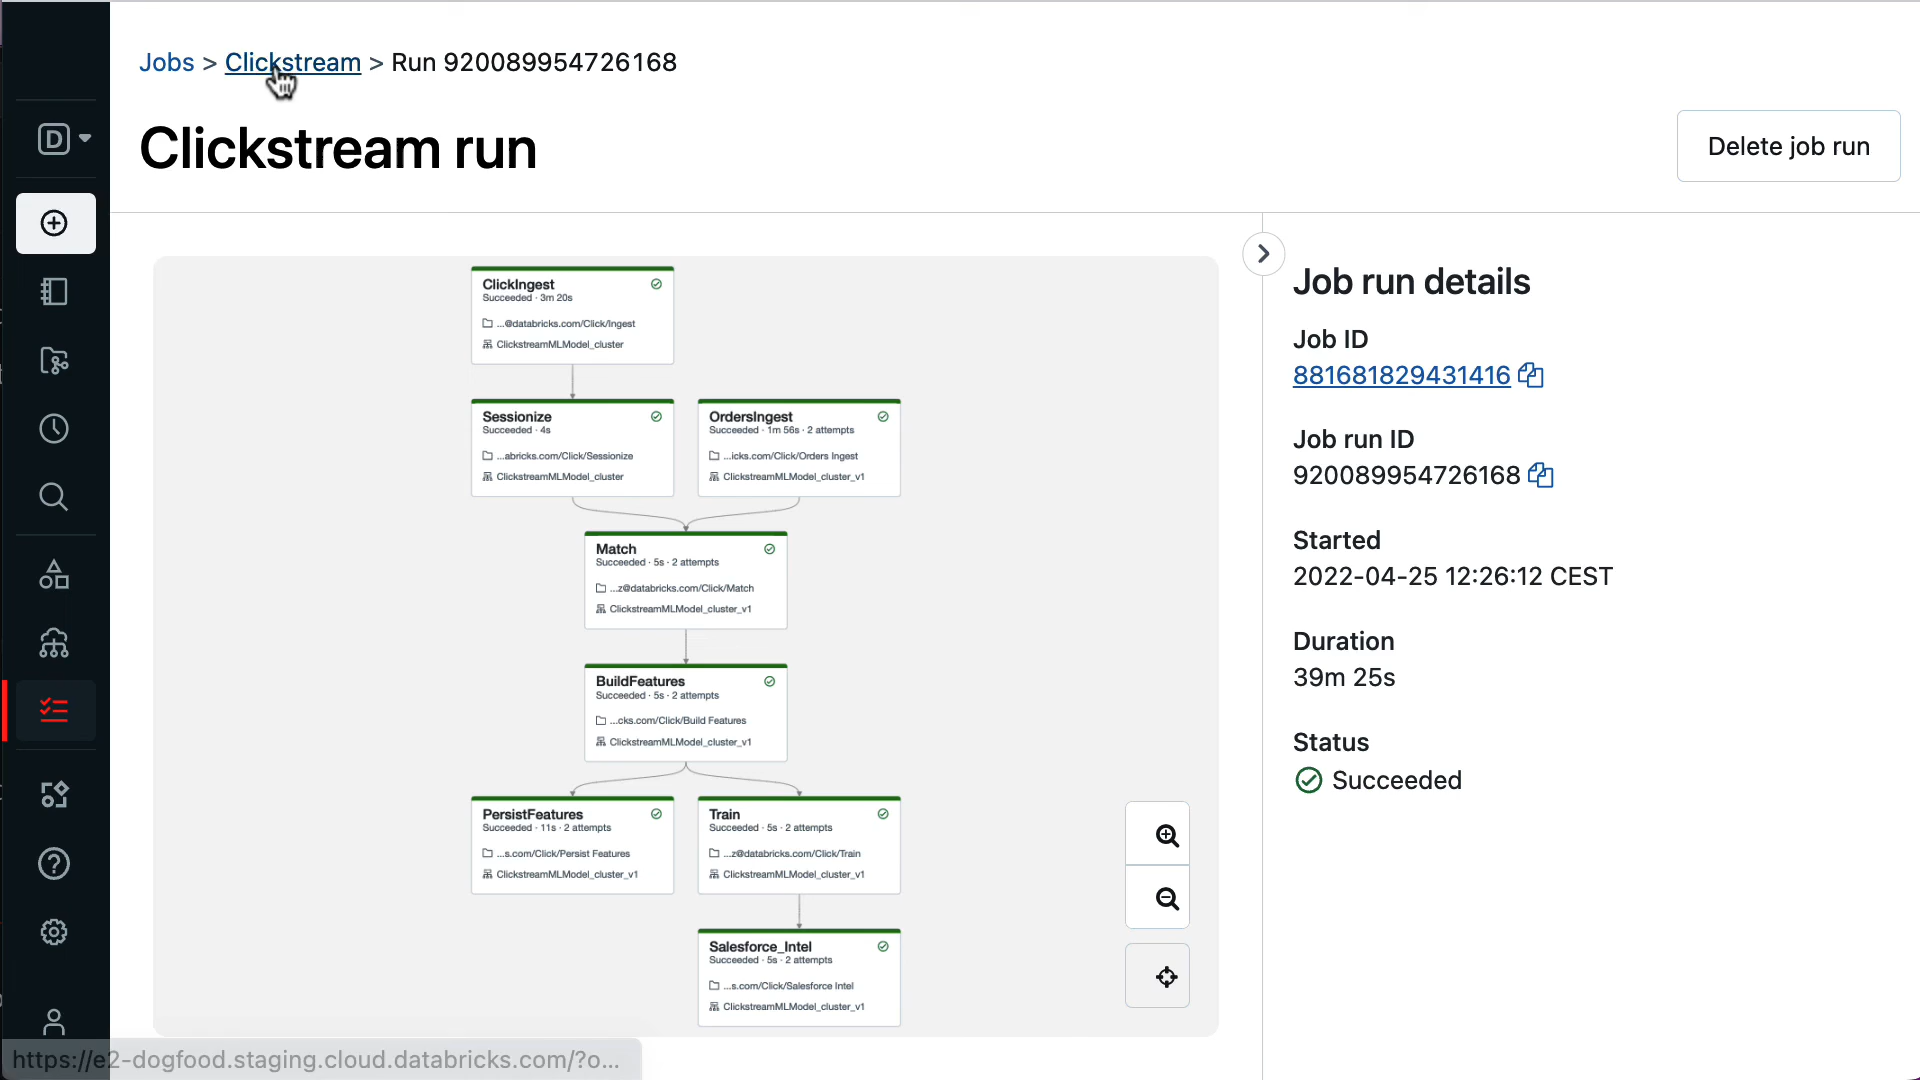 Jobs > Clickstream > Run 920089954726168
Clickstream run
Delete job run
D
ClickIngest
Succeeded · 3m 20s
...@databricks.com/Click/Ingest
ClickstreamMLModel_cluster
Sessionize
Succeeded · 4s
...abricks.com/Click/Sessionize
ClickstreamMLModel_cluster
OrdersIngest
Succeeded · 1m 56s · 2 attempts
...icks.com/Click/Orders Ingest
ClickstreamMLModel_cluster_v1
Match
Succeeded · 5s · 2 attempts
...z@databricks.com/Click/Match
ClickstreamMLModel_cluster_v1
BuildFeatures
Succeeded · 5s · 2 attempts
...cks.com/Click/Build Features
ClickstreamMLModel_cluster_v1
PersistFeatures
Succeeded · 11s · 2 attempts
...s.com/Click/Persist Features
ClickstreamMLModel_cluster_v1
Train
Succeeded · 5s · 2 attempts
...z@databricks.com/Click/Train
ClickstreamMLModel_cluster_v1
Salesforce_Intel
Succeeded · 5s · 2 attempts
...s.com/Click/Salesforce Intel
ClickstreamMLModel_cluster_v1
Job run details
Job ID
881681829431416
Job run ID
920089954726168
Started
2022-04-25 12:26:12 CEST
Duration
39m 25s
Status
Succeeded
https://e2-dogfood.staging.cloud.databricks.com/?o...